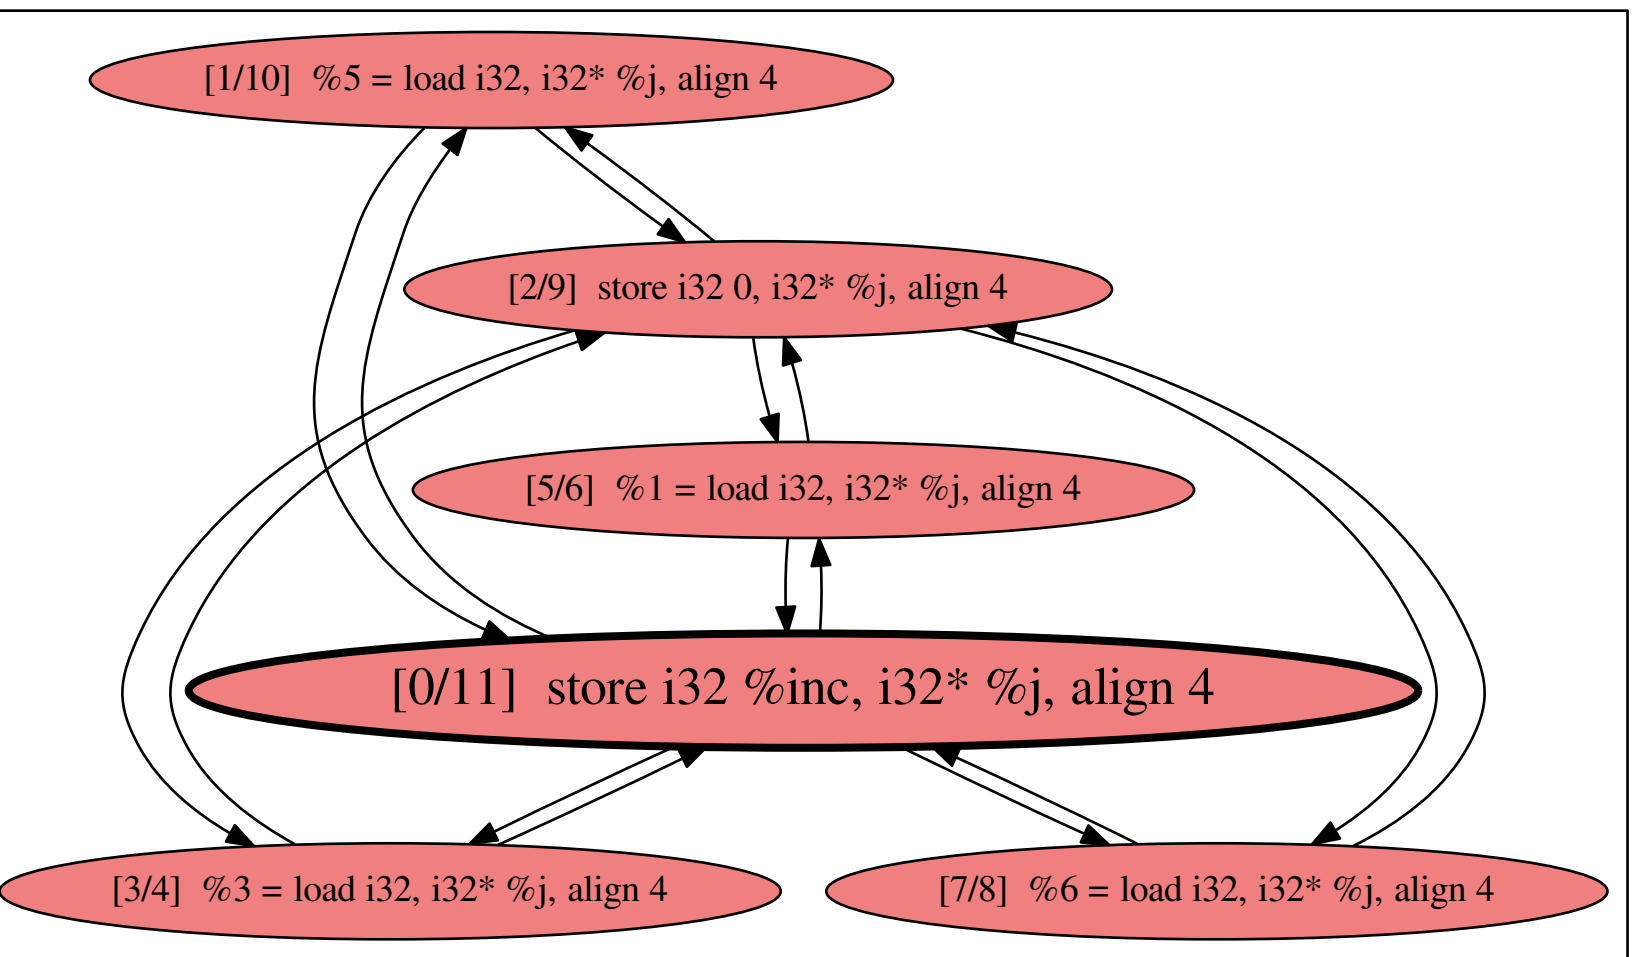 [1/10]  %5 = load i32, i32* %j, align 4
[2/9]  store i32 0, i32* %j, align 4
[5/6]  %1 = load i32, i32* %j, align 4
[0/11]  store i32 %inc, i32* %j, align 4
[3/4]  %3 = load i32, i32* %j, align 4
[7/8]  %6 = load i32, i32* %j, align 4